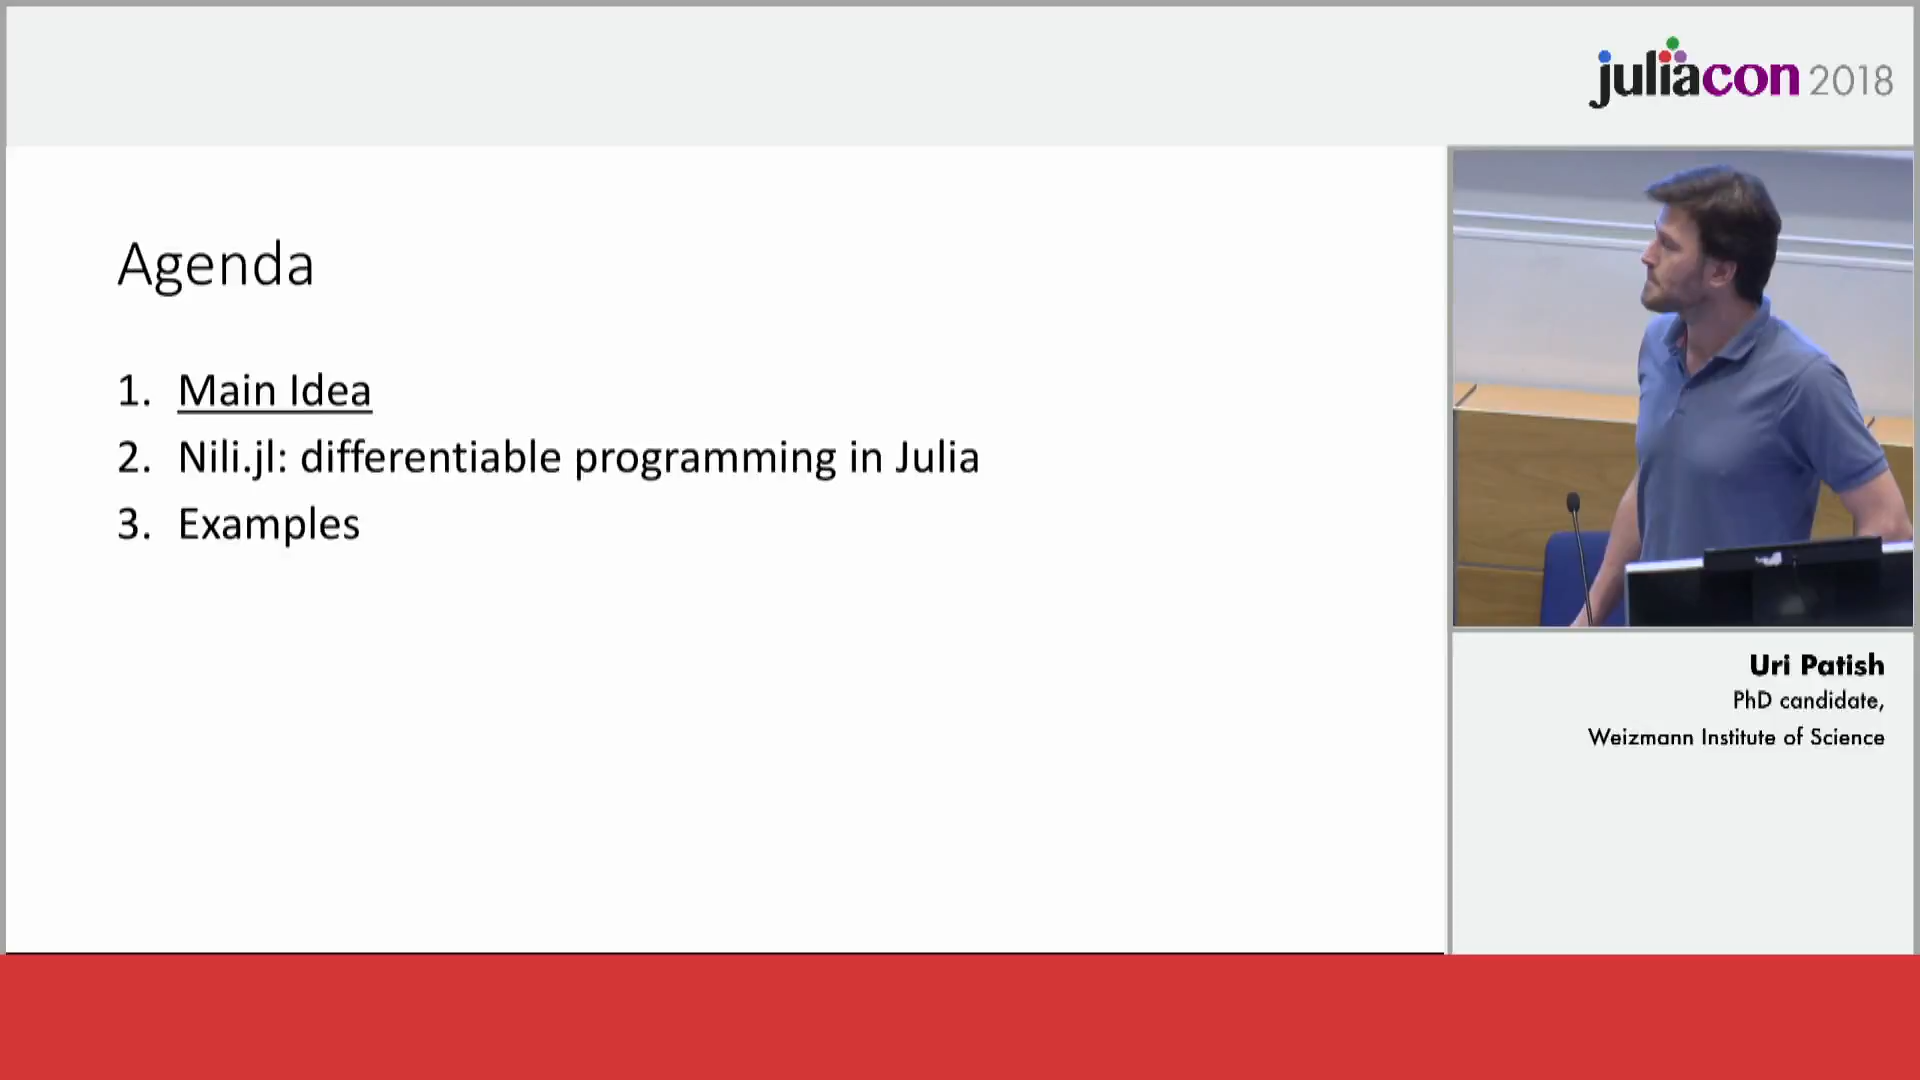 juliacon 2018
Agenda
1. Main Idea
2. Nili.jl: differentiable programming in Julia
3. Examples
Uri Patish
PhD candidate,
Weizmann Institute of Science